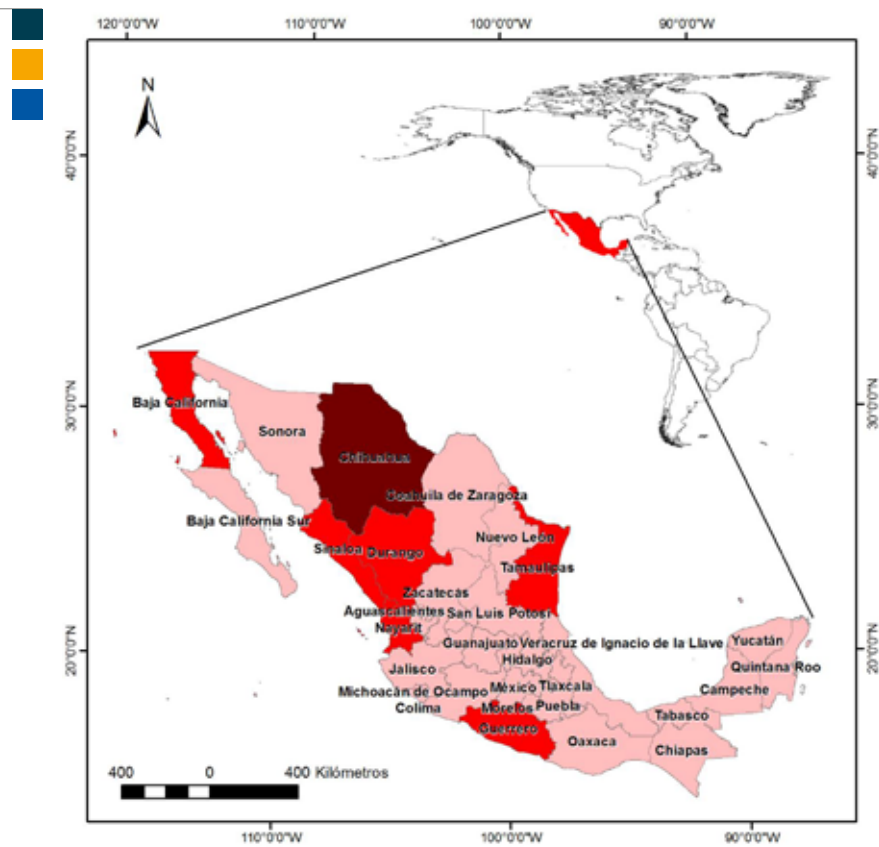 120°0'0"W 110°0'0"W 100°0'0"W 90°0'0"W
N
40°0'0"N 40°0'0"N
30°0'0"N 30°0'0"N
20°0'0"N 20°0'0"N
Baja California
Sonora
Chihuahua
Coahuila de Zaragoza
Baja California Sur
Nuevo León
Sinaloa Durango
Tamaulipas
Zacatecas
Aguascalientes San Luis Potosí
Nayarit
Guanajuato Veracruz de Ignacio de la Llave Yucatán
Hidalgo
Jalisco Quintana Roo
Michoacán de Ocampo México Tlaxcala Campeche
Colima Morelos Puebla
Tabasco
Guerrero
Oaxaca Chiapas
400 0 400 Kilómetros
110°0'0"W 100°0'0"W 90°0'0"W